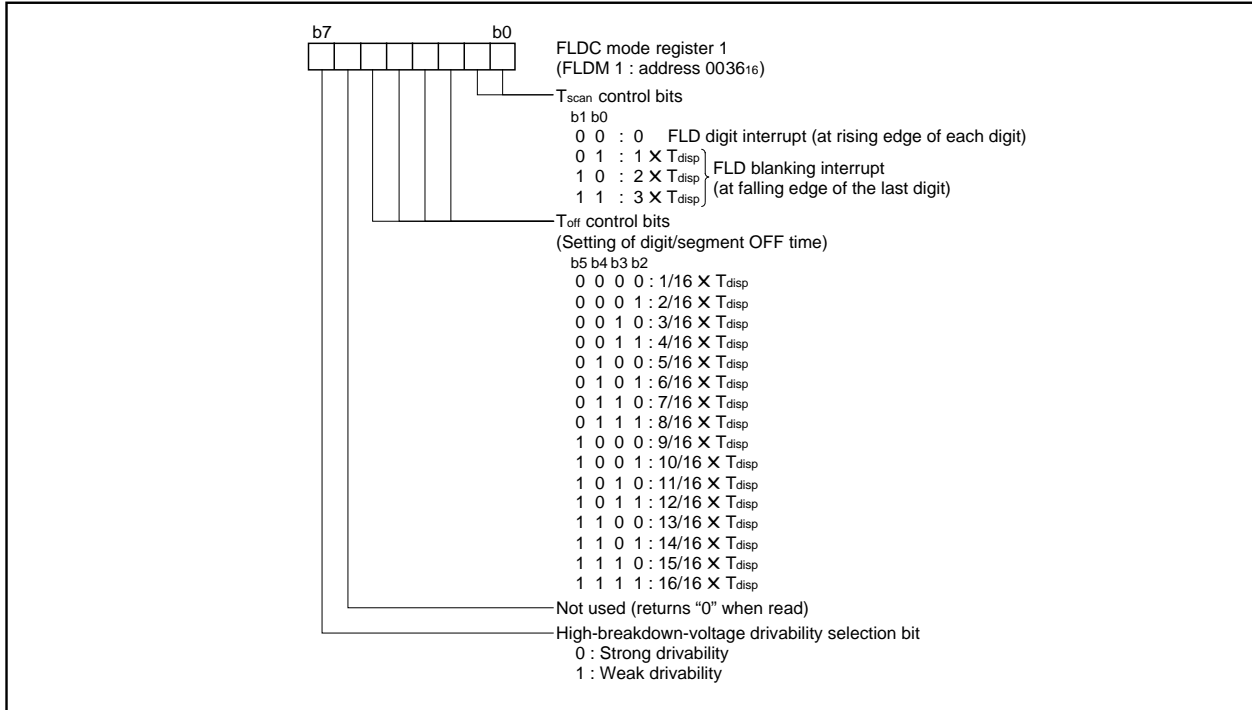 b7 b0
FLDC mode register 1
(FLDM 1 : address 003616)
Tscan control bits
b1 b0
0 0 : 0 FLD digit interrupt (at rising edge of each digit)
0 1 : 1 × Tdisp
1 0 : 2 × Tdisp
1 1 : 3 × Tdisp
FLD blanking interrupt
(at falling edge of the last digit)
Toff control bits
(Setting of digit/segment OFF time)
b5 b4 b3 b2
0 0 0 0 : 1/16 × Tdisp
0 0 0 1 : 2/16 × Tdisp
0 0 1 0 : 3/16 × Tdisp
0 0 1 1 : 4/16 × Tdisp
0 1 0 0 : 5/16 × Tdisp
0 1 0 1 : 6/16 × Tdisp
0 1 1 0 : 7/16 × Tdisp
0 1 1 1 : 8/16 × Tdisp
1 0 0 0 : 9/16 × Tdisp
1 0 0 1 : 10/16 × Tdisp
1 0 1 0 : 11/16 × Tdisp
1 0 1 1 : 12/16 × Tdisp
1 1 0 0 : 13/16 × Tdisp
1 1 0 1 : 14/16 × Tdisp
1 1 1 0 : 15/16 × Tdisp
1 1 1 1 : 16/16 × Tdisp
Not used (returns “0” when read)
High-breakdown-voltage drivability selection bit
0 : Strong drivability
1 : Weak drivability